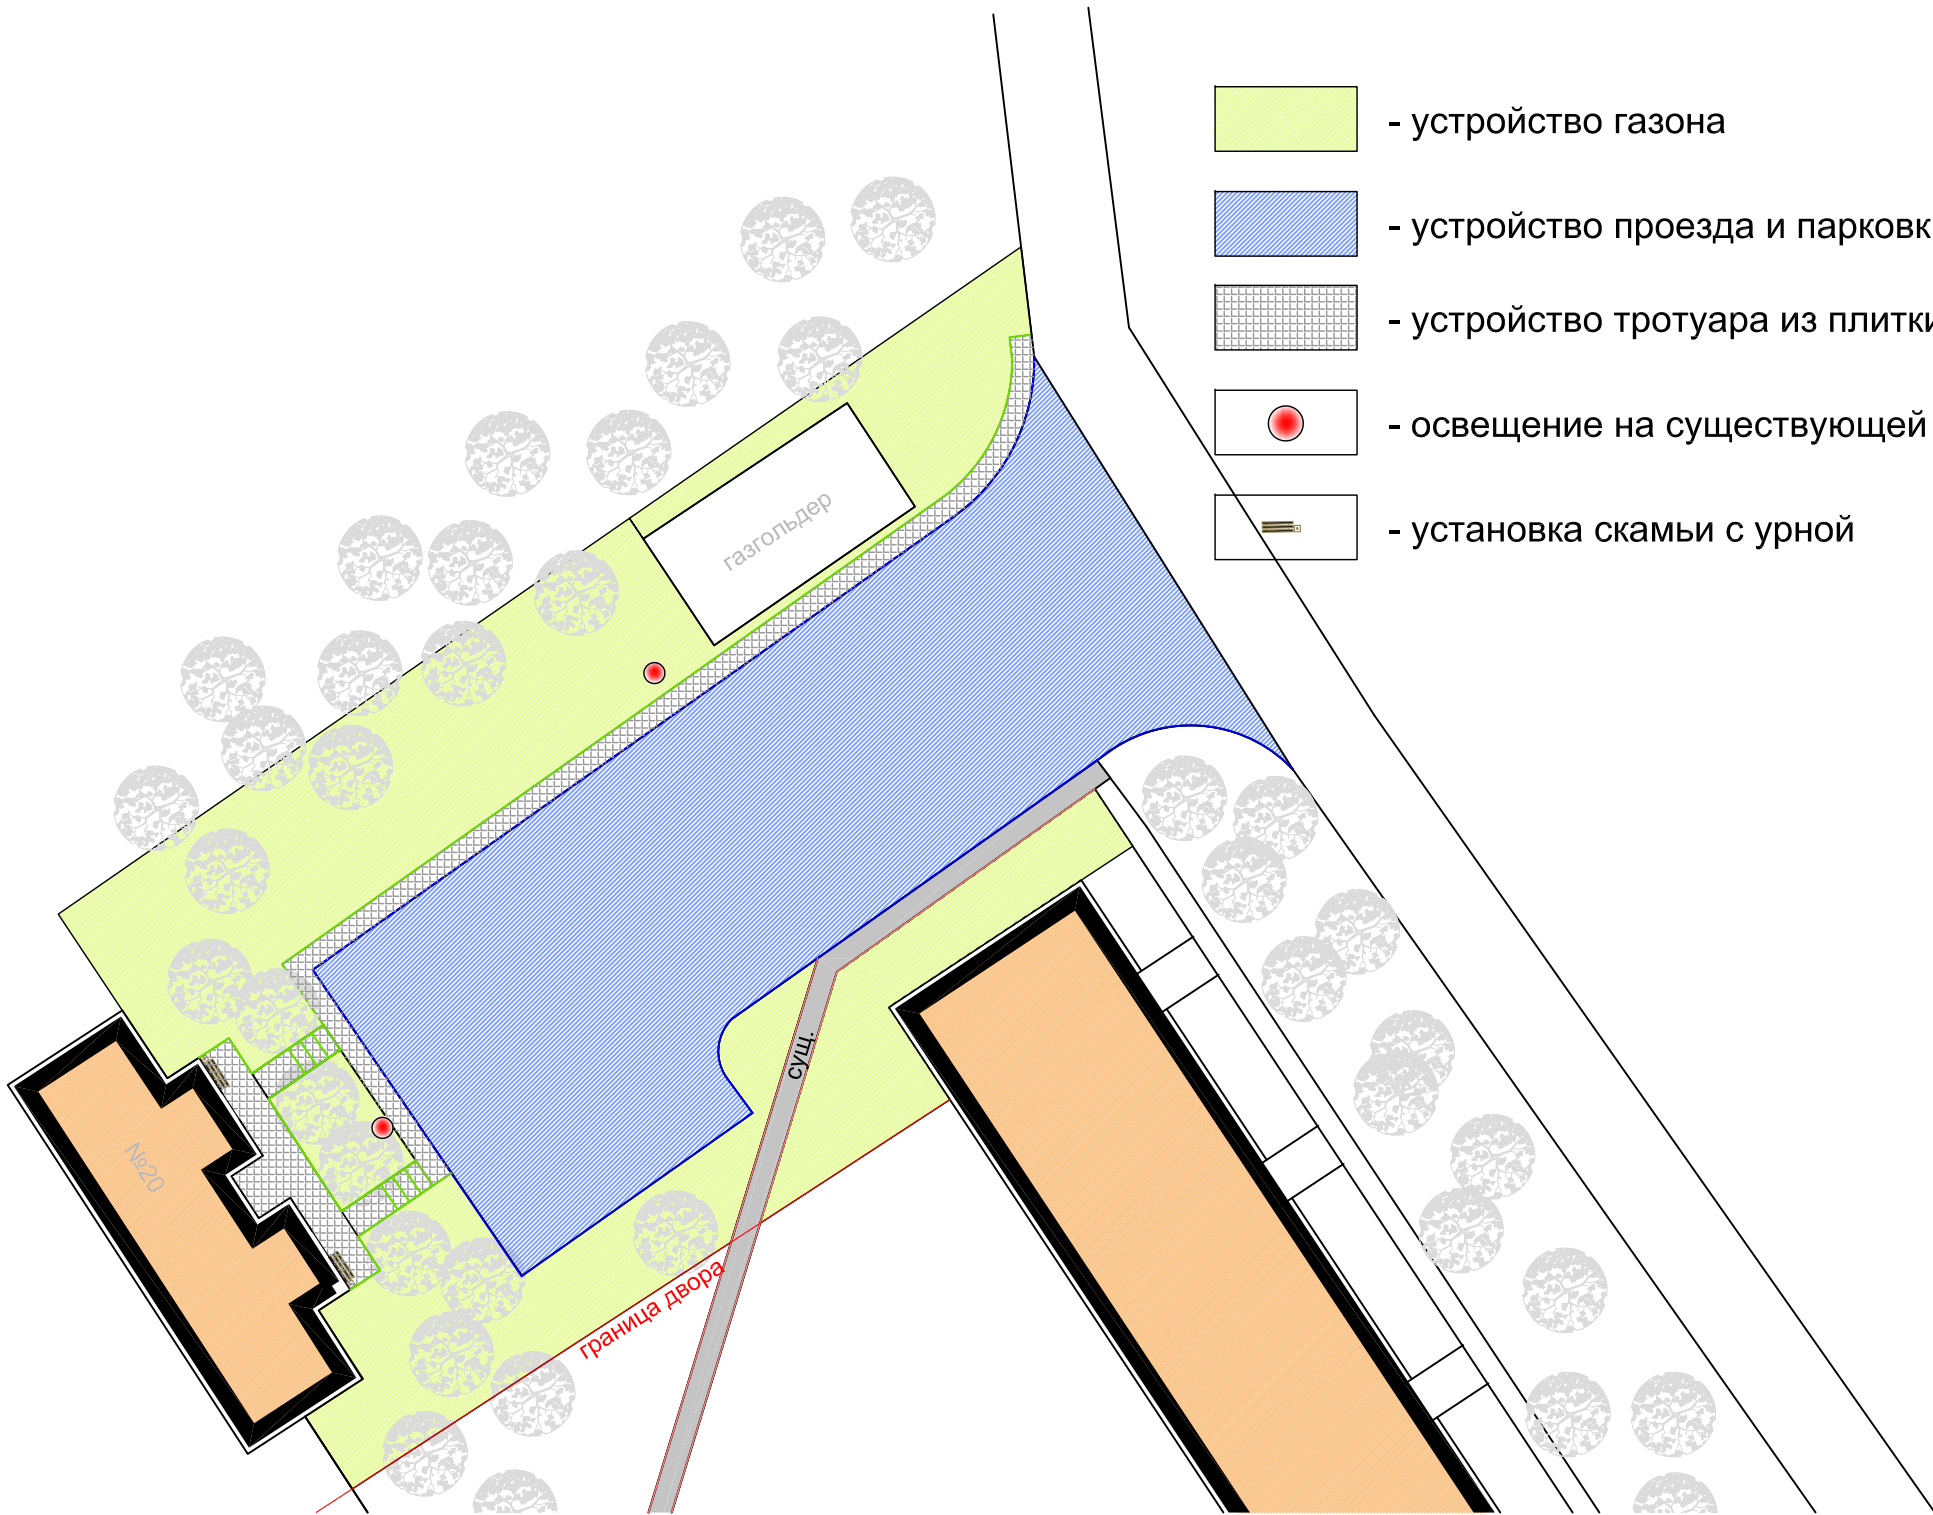 - устройство газона
- устройство проезда и парковк
- устройство тротуара из плитки
- освещение на существующей
- установка скамьи с урной
газгольдер
сущ.
№20
граница двора